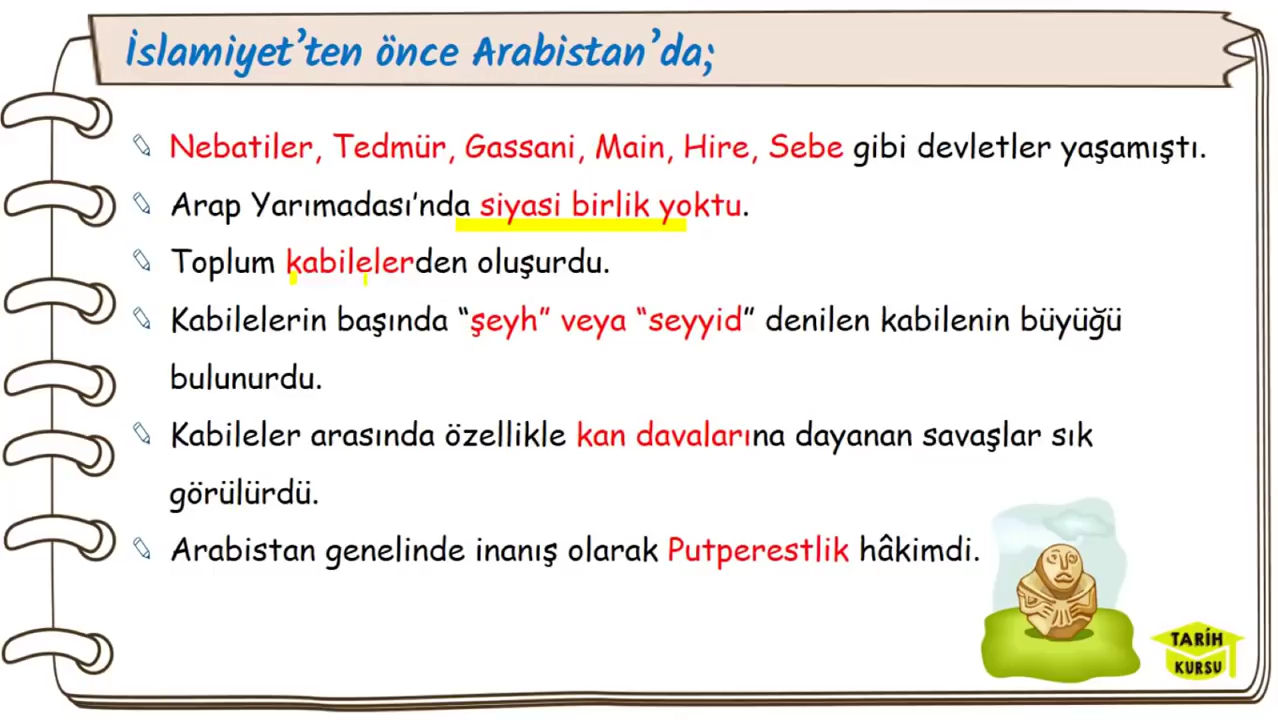 İslamiyet’ten önce Arabistan’da;
Nebatiler, Tedmür, Gassani, Main, Hire, Sebe gibi devletler yaşamıştı.
Arap Yarımadası’nda siyasi birlik yoktu.
Toplum kabilelerden oluşurdu.
Kabilelerin başında “şeyh” veya “seyyid” denilen kabilenin büyüğü
bulunurdu.
Kabileler arasında özellikle kan davalarına dayanan savaşlar sık
görülürdü.
Arabistan genelinde inanış olarak Putperestlik hâkimdi.
TARİH
KURSU